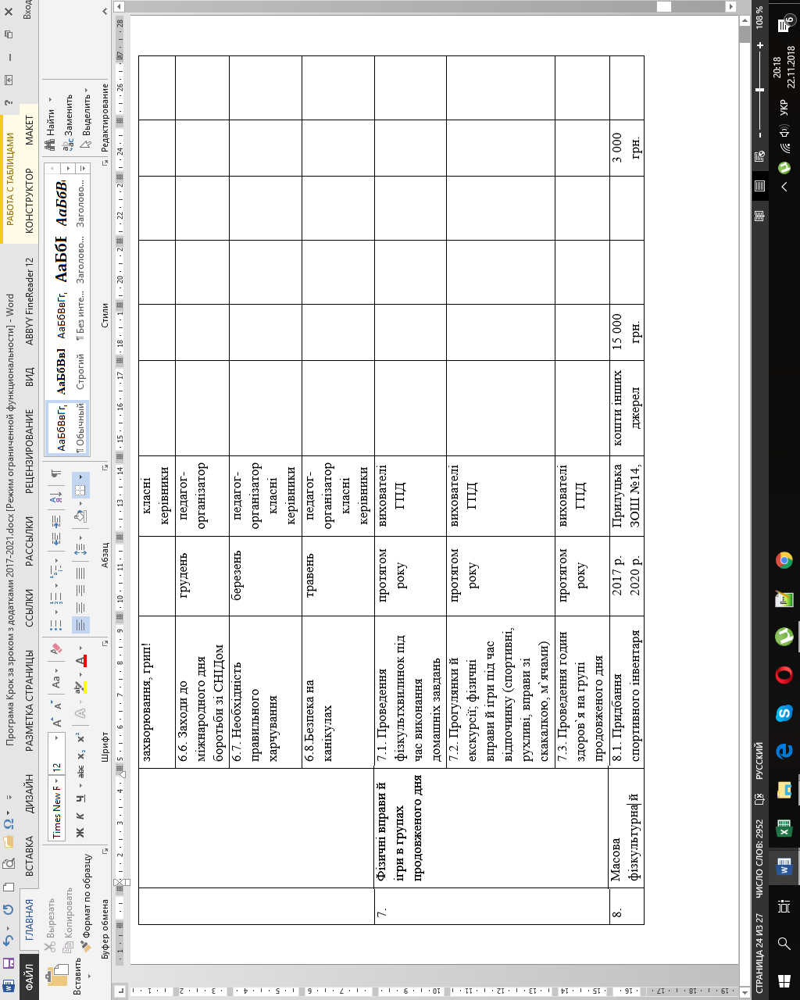 Програма Крок за зроком з додатками 2017-2021.docx [Режим ограниченной функциональности] - Word
РАБОТА С ТАБЛИЦАМИ
Вход
ФАЙЛ
ГЛАВНАЯ
ВСТАВКА
ДИЗАЙН
РАЗМЕТКА СТРАНИЦЫ
ССЫЛКИ
РАССЫЛКИ
РЕЦЕНЗИРОВАНИЕ
ВИД
ABBYY FineReader 12
КОНСТРУКТОР
МАКЕТ
Вставить
Вырезать
Копировать
Формат по образцу
Буфер обмена
Times New F
12
Ж К Ч abc x₂ x²
Шрифт
Абзац
АаБбВвГг,
¶ Обычный
АаБбВвІ
Строгий
АаБбВвГг,
¶ Без инте...
АаБбІ
Заголово...
АаБбВ
Заголово...
Стили
Найти
Заменить
Выделить
Редактирование
захворювання, грип!
класні
керівники
6.6. Заходи до
міжнародного дня
боротьби зі СНІДом
грудень
педагог-
організатор
6.7. Необхідність
правильного
харчування
березень
педагог-
організатор
класні
керівники
6.8.Безпека на
канікулах
травень
педагог-
організатор
класні
керівники
7.
Фізичні вправи й
ігри в групах
продовженого дня
7.1. Проведення
фізкультхвилинок під
час виконання
домашніх завдань
протягом
року
вихователі
ГПД
7.2. Прогулянки й
екскурсії; фізичні
вправи й ігри під час
відпочинку (спортивні,
рухливі, вправи зі
скакалкою, м`ячами)
протягом
року
вихователі
ГПД
7.3. Проведення годин
здоров`я на групі
продовженого дня
протягом
року
вихователі
ГПД
8.
Масова
фізкультурна й
8.1. Придбання
спортивного інвентаря
2017 р.
2020 р.
Прилуцька
ЗОШ №14,
кошти інших
джерел
15 000
грн.
3 000
грн.
СТРАНИЦА 24 ИЗ 27
ЧИСЛО СЛОВ: 2952
РУССКИЙ
108 %
УКР
20:18
22.11.2018
6